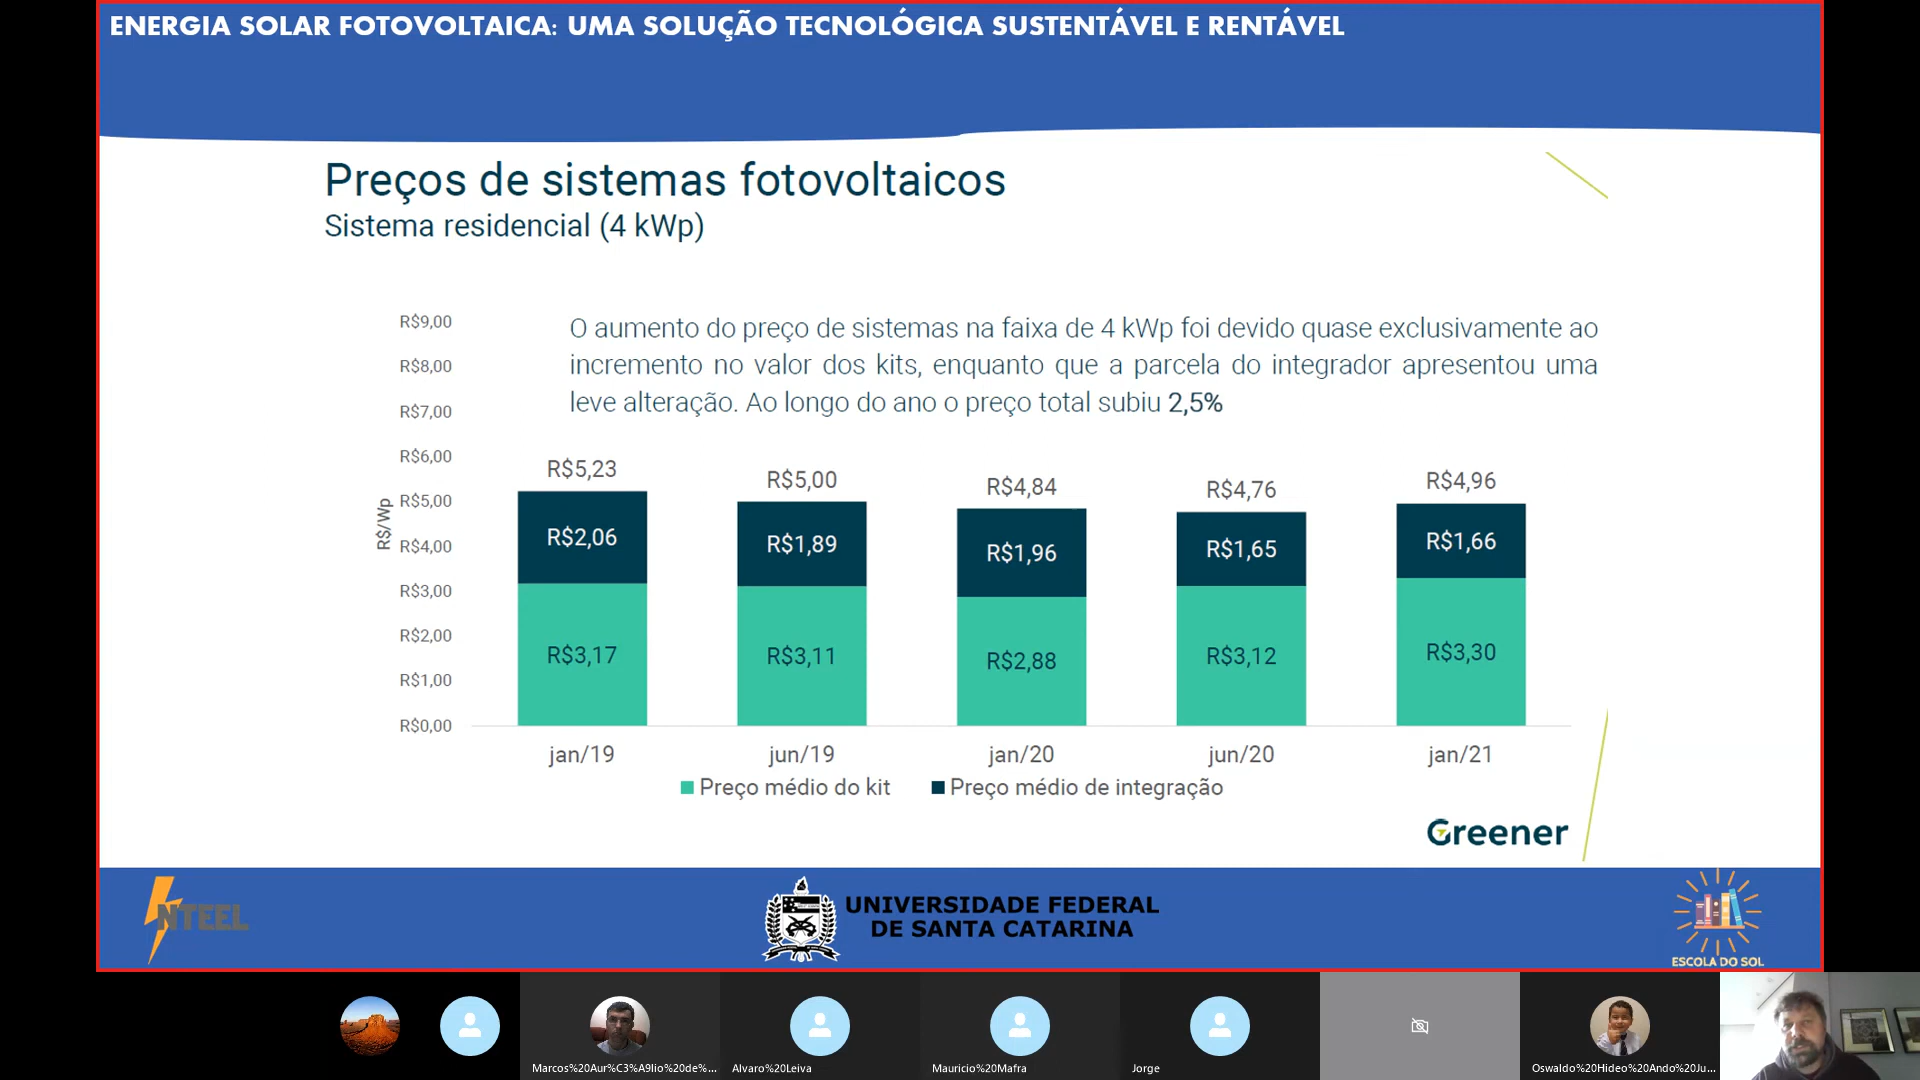 ENERGIA SOLAR FOTOVOLTAICA: UMA SOLUÇÃO TECNOLÓGICA SUSTENTÁVEL E RENTÁVEL
Preços de sistemas fotovoltaicos
Sistema residencial (4 kWp)
O aumento do preço de sistemas na faixa de 4 kWp foi devido quase exclusivamente ao
incremento no valor dos kits, enquanto que a parcela do integrador apresentou uma
leve alteração. Ao longo do ano o preço total subiu 2,5%
R$/Wp
R$9,00
R$8,00
R$7,00
R$6,00
R$5,00
R$4,00
R$3,00
R$2,00
R$1,00
R$0,00
R$5,23 R$5,00 R$4,84 R$4,76 R$4,96
R$2,06 R$1,89 R$1,96 R$1,65 R$1,66
R$3,17 R$3,11 R$2,88 R$3,12 R$3,30
jan/19 jun/19 jan/20 jun/20 jan/21
Preço médio do kit Preço médio de integração
Greener
NTEEL
UNIVERSIDADE FEDERAL
DE SANTA CATARINA
ESCOLA DO SOL
Marcos%20Aur%C3%A9lio%20de%... Alvaro%20Leiva Mauricio%20Mafra Jorge Oswaldo%20Hideo%20Ando%20Ju...